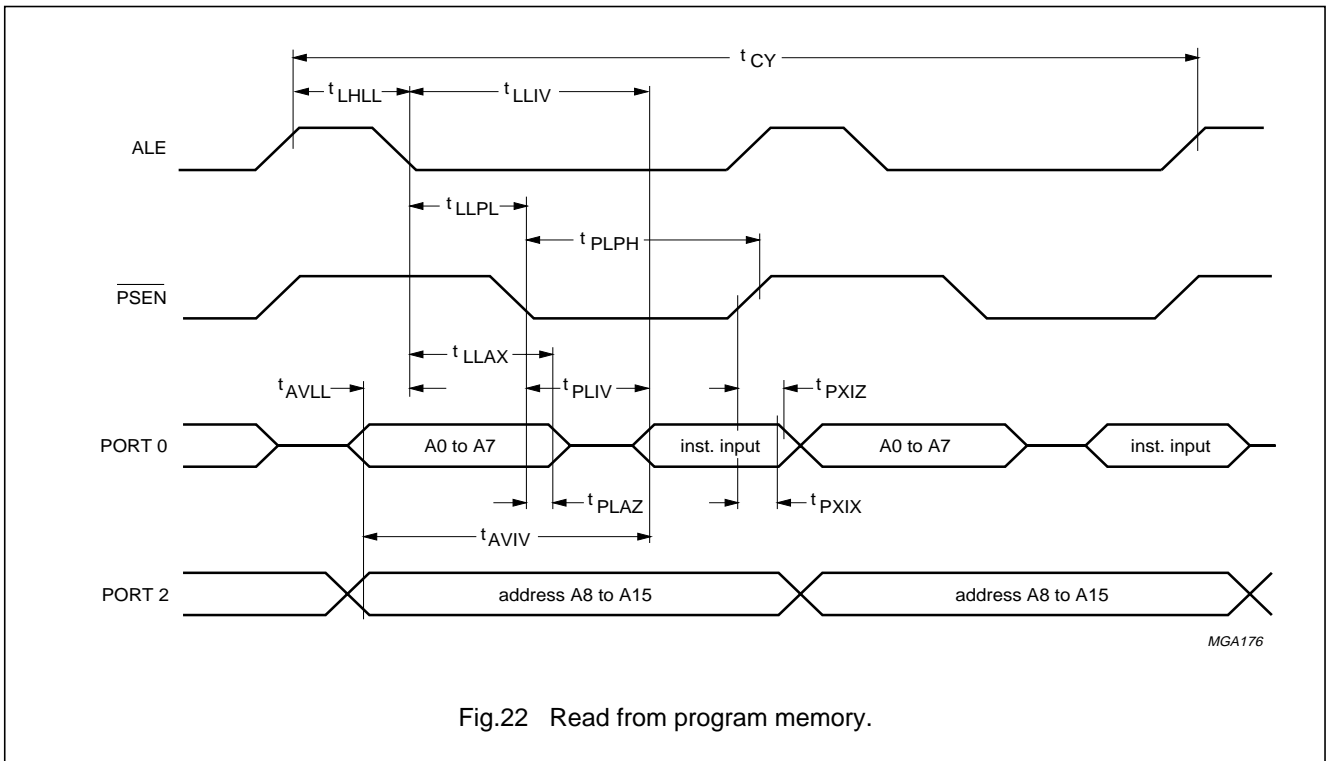 t CY
t LHLL
t LLIV
ALE
t LLPL
t PLPH
PSEN
t LLAX
t AVLL
t PLIV
t PXIZ
PORT 0
A0 to A7
inst. input
A0 to A7
inst. input
t PLAZ
t PXIX
t AVIV
PORT 2
address A8 to A15
address A8 to A15
MGA176
Fig.22 Read from program memory.